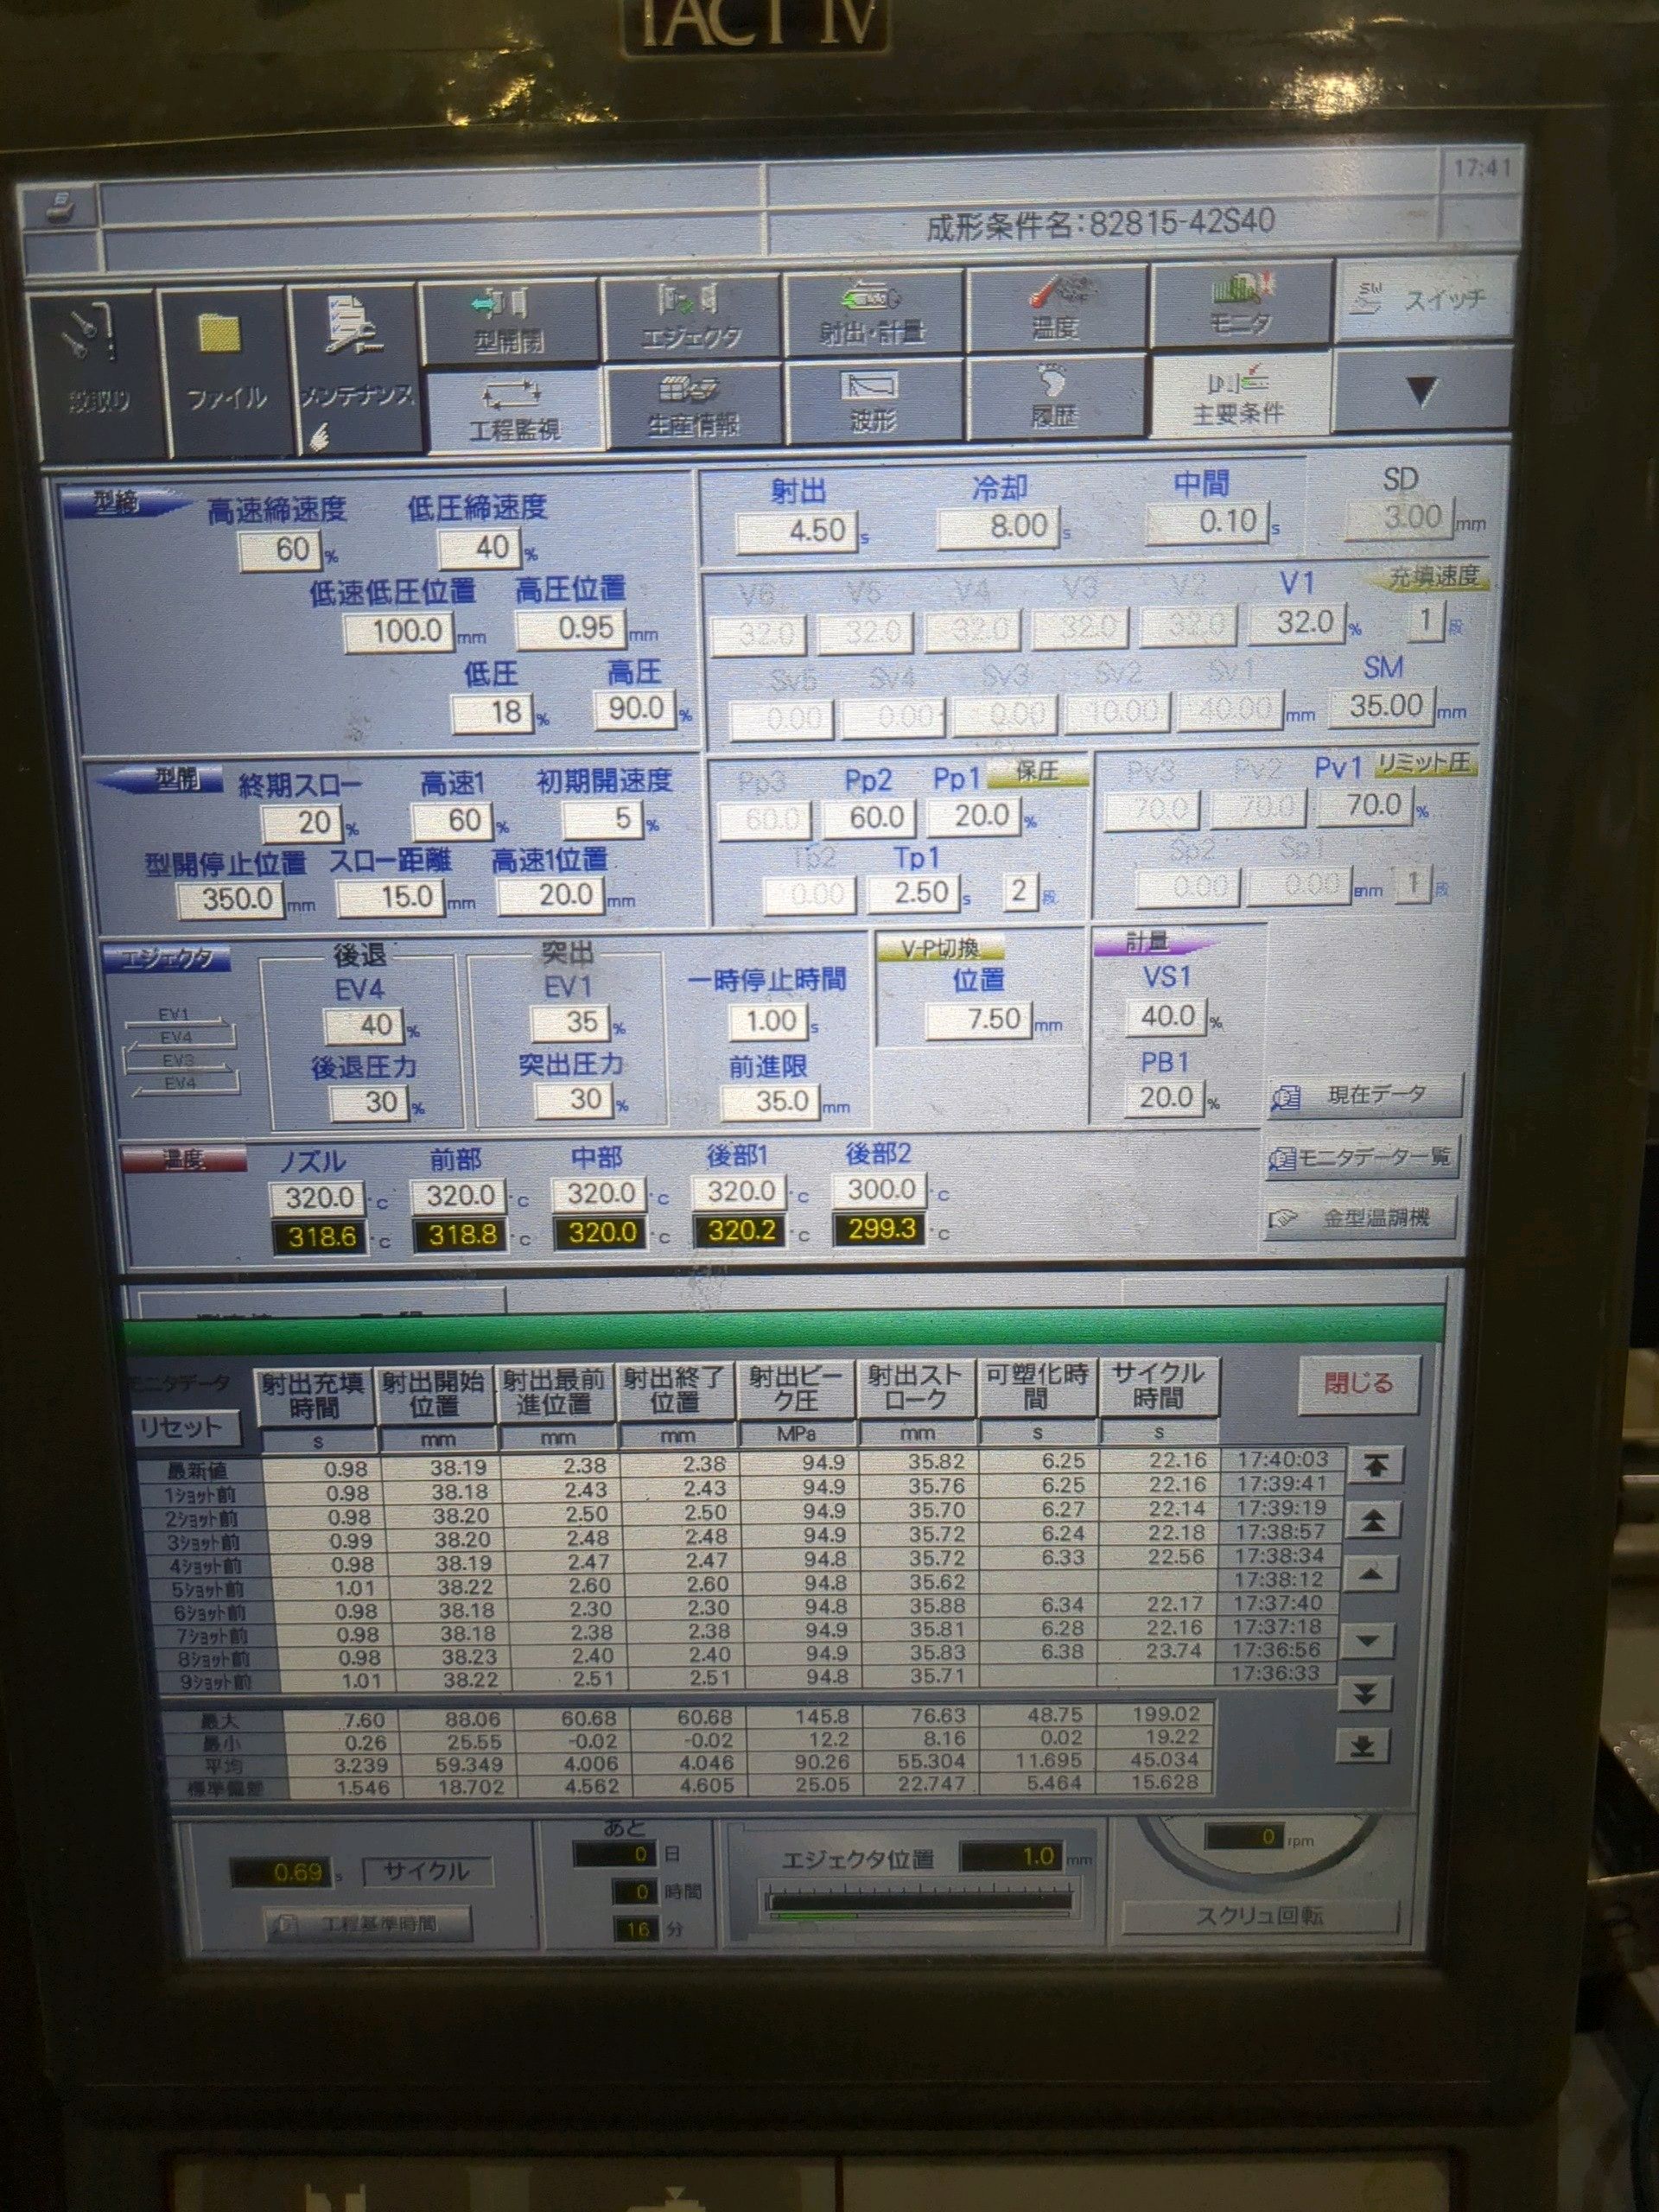 TACT IV
17:41
成形条件名:82815-42S40
段取り ファイル メンテナンス 型開閉 エジェクタ 射出・計量 温度 モニタ スイッチ
工程監視 生産情報 波形 履歴 主要条件 ▼
型締 高速締速度 低圧締速度
60 % 40 %
低速低圧位置 高圧位置
100.0 mm 0.95 mm
低圧 高圧
18 % 90.0 %
射出 冷却 中間 SD
4.50 s 8.00 s 0.10 s 3.00 mm
V6 V5 V4 V3 V2 V1 充填速度
32.0 32.0 32.0 32.0 32.0 32.0 % 1 段
Sv5 Sv4 Sv3 Sv2 Sv1 SM
0.00 0.00 0.00 10.00 40.00 mm 35.00 mm
型開 終期スロー 高速1 初期開速度
20 % 60 % 5 %
型開停止位置 スロー距離 高速1位置
350.0 mm 15.0 mm 20.0 mm
Pp3 Pp2 Pp1 保圧
60.0 60.0 20.0 %
Tp2 Tp1
0.00 2.50 s 2 段
Pv3 Pv2 Pv1 リミット圧
70.0 70.0 70.0 %
Sp2 Sp1
0.00 0.00 mm 1 段
エジェクタ 後退 突出
EV4 EV1 一時停止時間
EV1
EV4
EV3
EV4
40 % 35 % 1.00 s
後退圧力 突出圧力 前進限
30 % 30 % 35.0 mm
V-P切換
位置
7.50 mm
計量
VS1
40.0 %
PB1
20.0 %
現在データ
モニタデータ一覧
金型温調機
温度 ノズル 前部 中部 後部1 後部2
320.0 °C 320.0 °C 320.0 °C 320.0 °C 300.0 °C
318.6 °C 318.8 °C 320.0 °C 320.2 °C 299.3 °C
モニタデータ 射出充填時間 射出開始位置 射出最前進位置 射出終了位置 射出ピーク圧 射出ストローク 可塑化時間 サイクル時間 閉じる
リセット s mm mm mm MPa mm s s
最新値 0.98 38.19 2.38 2.38 94.9 35.82 6.25 22.16 17:40:03
1ショット前 0.98 38.18 2.43 2.43 94.9 35.76 6.25 22.16 17:39:41
2ショット前 0.98 38.20 2.50 2.50 94.9 35.70 6.27 22.14 17:39:19
3ショット前 0.99 38.20 2.48 2.48 94.9 35.72 6.24 22.18 17:38:57
4ショット前 0.98 38.19 2.47 2.47 94.8 35.72 6.33 22.56 17:38:34
5ショット前 1.01 38.22 2.60 2.60 94.8 35.62 17:38:12
6ショット前 0.98 38.18 2.30 2.30 94.8 35.88 6.34 22.17 17:37:40
7ショット前 0.98 38.18 2.38 2.38 94.9 35.81 6.28 22.16 17:37:18
8ショット前 0.98 38.23 2.40 2.40 94.9 35.83 6.38 23.74 17:36:56
9ショット前 1.01 38.22 2.51 2.51 94.8 35.71 17:36:33
最大 7.60 88.06 60.68 60.68 145.8 76.63 48.75 199.02
最小 0.26 25.55 -0.02 -0.02 12.2 8.16 0.02 19.22
平均 3.239 59.349 4.006 4.046 90.26 55.304 11.695 45.034
標準偏差 1.546 18.702 4.562 4.605 25.05 22.747 5.464 15.628
0.69 s サイクル
工程基準時間
あと
0 日
0 時間
16 分
エジェクタ位置 1.0 mm
0 rpm
スクリュ回転